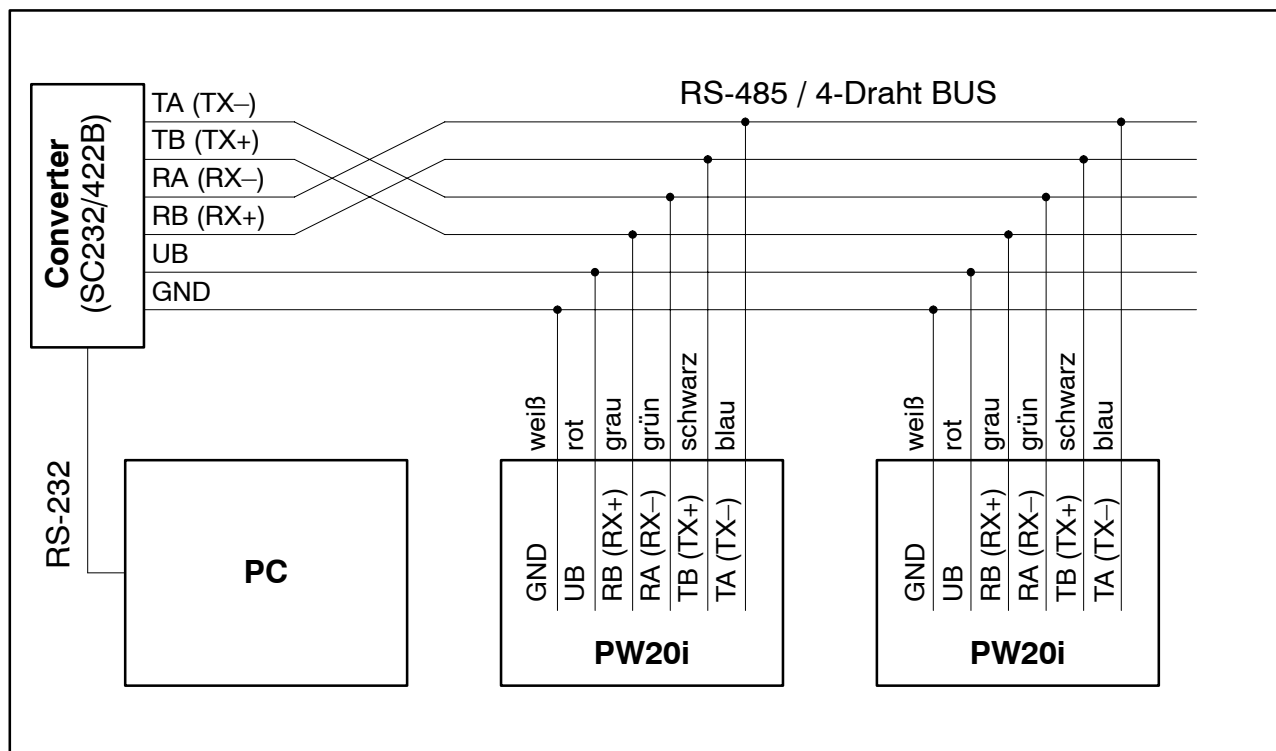 RS-485 / 4-Draht BUS
Converter
(SC232/422B)
TA (TX–)
TB (TX+)
RA (RX–)
RB (RX+)
UB
GND
RS-232
PC
weiß
rot
grau
grün
schwarz
blau
GND
UB
RB (RX+)
RA (RX–)
TB (TX+)
TA (TX–)
PW20i
weiß
rot
grau
grün
schwarz
blau
GND
UB
RB (RX+)
RA (RX–)
TB (TX+)
TA (TX–)
PW20i